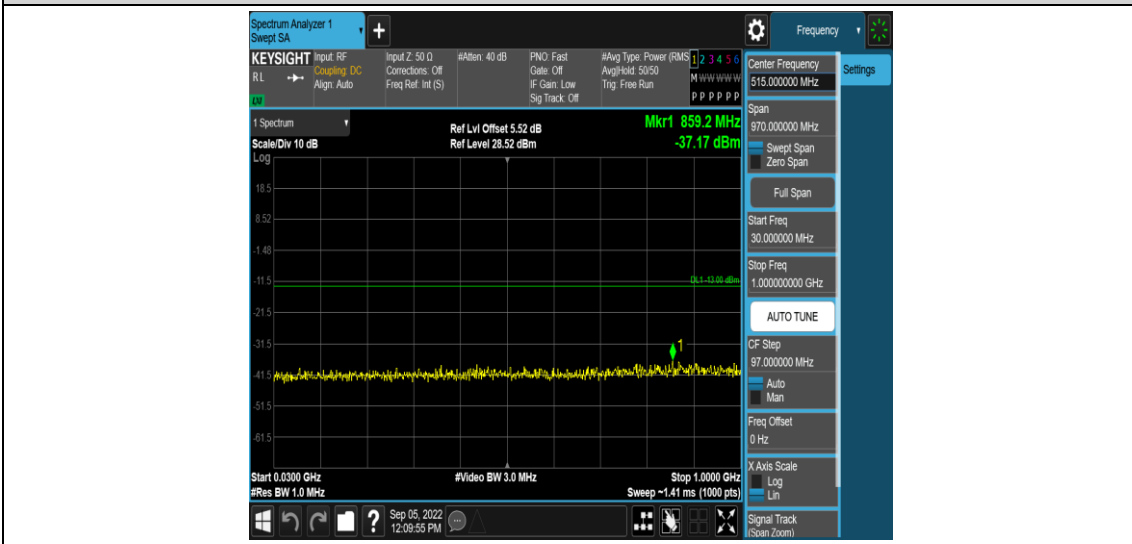 Spectrum Analyzer 1
Swept SA
+
Frequency
KEYSIGHT
RL
LXI
Input: RF
Coupling: DC
Align: Auto
Input Z: 50 Ω
Corrections: Off
Freq Ref: Int (S)
#Atten: 40 dB
PNO: Fast
Gate: Off
IF Gain: Low
Sig Track: Off
#Avg Type: Power (RMS
Avg|Hold: 50/50
Trig: Free Run
1 2 3 4 5 6
M W W W W W
P P P P P P
1 Spectrum
Scale/Div 10 dB
Log
Ref Lvl Offset 5.52 dB
Ref Level 28.52 dBm
Mkr1 859.2 MHz
-37.17 dBm
18.5
8.52
-1.48
-11.5
DL1 -13.00 dBm
-21.5
-31.5
1
-41.5
-51.5
-61.5
Start 0.0300 GHz
#Res BW 1.0 MHz
#Video BW 3.0 MHz
Stop 1.0000 GHz
Sweep ~1.41 ms (1000 pts)
Center Frequency
515.000000 MHz
Settings
Span
970.000000 MHz
Swept Span
Zero Span
Full Span
Start Freq
30.000000 MHz
Stop Freq
1.000000000 GHz
AUTO TUNE
CF Step
97.000000 MHz
Auto
Man
Freq Offset
0 Hz
X Axis Scale
Log
Lin
Signal Track
(Span Zoom)
?
Sep 05, 2022
12:09:55 PM